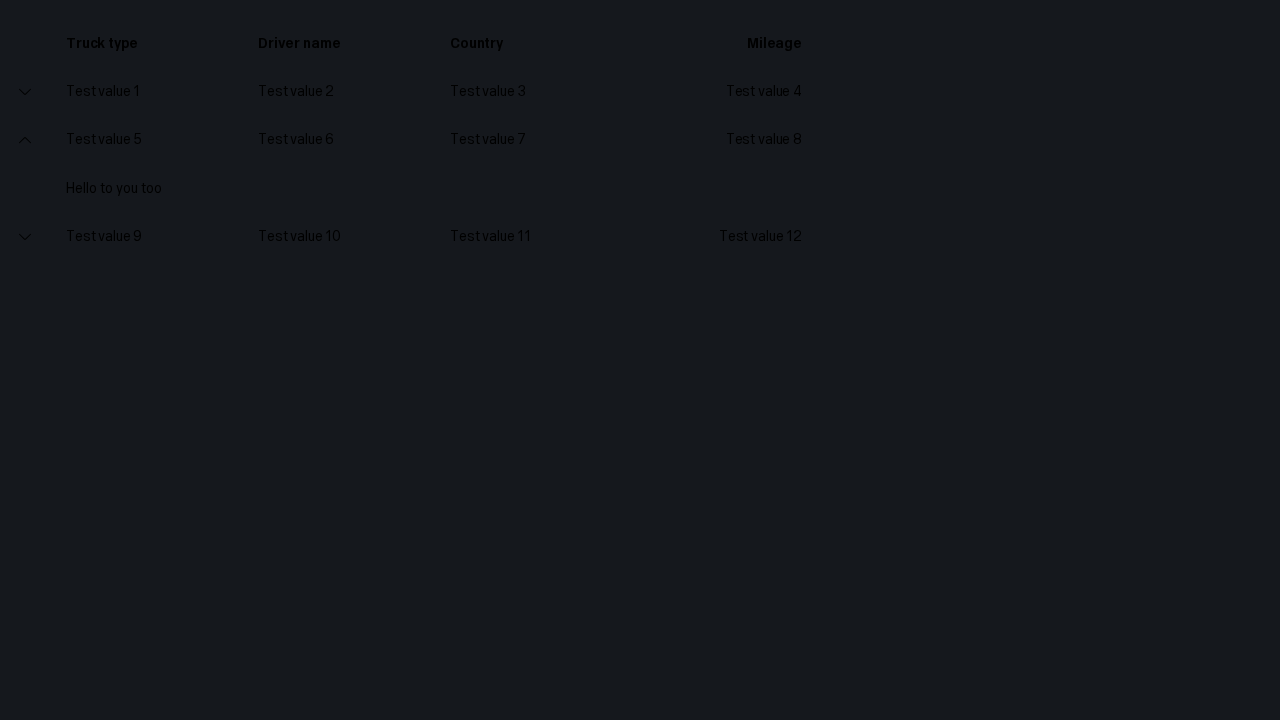 Truck type Driver name Country Mileage
Test value 1 Test value 2 Test value 3 Test value 4
Test value 5 Test value 6 Test value 7 Test value 8
Hello to you too
Test value 9 Test value 10 Test value 11 Test value 12